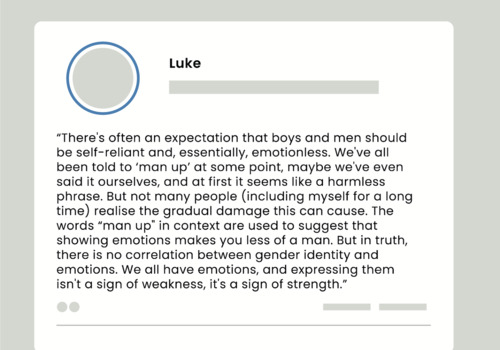 Luke
“There's often an expectation that boys and men should
be self-reliant and, essentially, emotionless. We've all
been told to ‘man up’ at some point, maybe we've even
said it ourselves, and at first it seems like a harmless
phrase. But not many people (including myself for a long
time) realise the gradual damage this can cause. The
words “man up" in context are used to suggest that
showing emotions makes you less of a man. But in truth,
there is no correlation between gender identity and
emotions. We all have emotions, and expressing them
isn't a sign of weakness, it's a sign of strength.”